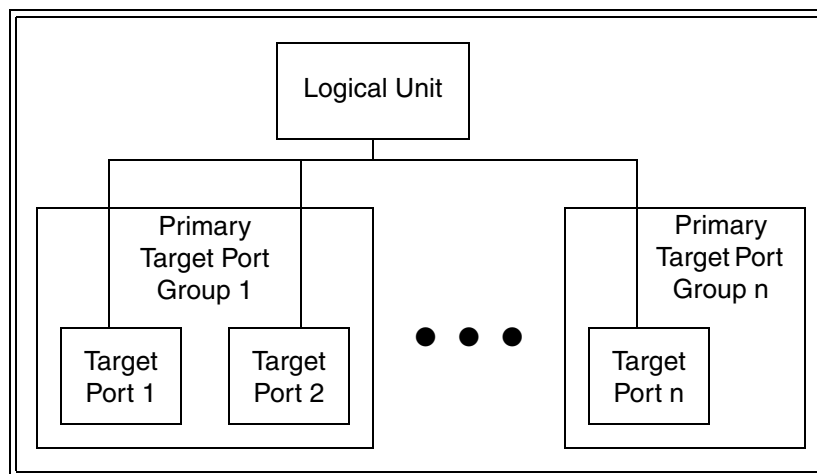 Logical Unit
Primary
Target Port
Group 1
Primary
Target Port
Group n
Target
Port 1
Target
Port 2
Target
Port n